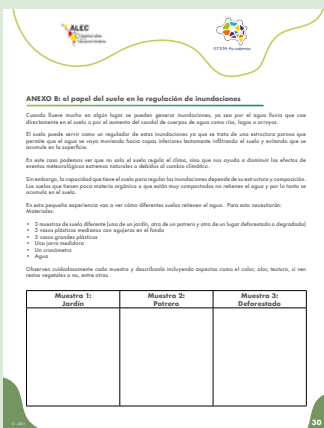 ALEC
STEM Academia
ANEXO B: el papel del suelo en la regulación de inundaciones
Cuando llueve mucho en algún lugar se pueden generar inundaciones, ya sea por el agua lluvia que cae
directamente en el suelo o por el aumento del caudal de cuerpos de agua como ríos, lagos o arroyos.
El suelo puede servir como un regulador de estas inundaciones ya que se trata de una estructura porosa que
permite que el agua se vaya moviendo hacia capas inferiores lentamente infiltrando el suelo y evitando que se
acumule en la superficie.
En este caso podemos ver que no solo el suelo regula el clima, sino que nos ayuda a disminuir los efectos de
eventos meteorológicos extremos naturales o debidos al cambio climático.
Sin embargo, la capacidad que tiene el suelo para regular las inundaciones depende de su estructura y composición.
Los suelos que tienen poca materia orgánica o que están muy compactados no retienen el agua y por lo tanto se
acumula en el suelo.
En esta pequeña experiencia van a ver cómo diferentes suelos retienen el agua. Para esto necesitarán:
Materiales:
• 3 muestras de suelo diferente (una de un jardín, otra de un potrero y otra de un lugar deforestado o degradado)
• 3 vasos plásticos medianos con agujeros en el fondo
• 3 vasos grandes plásticos
• Una jarra medidora
• Un cronómetro
• Agua
Observen cuidadosamente cada muestra y descríbanla incluyendo aspectos como el color, olor, textura, si ven
restos vegetales o no, entre otros.
Muestra 1:
Jardín
Muestra 2:
Potrero
Muestra 3:
Deforestado
30